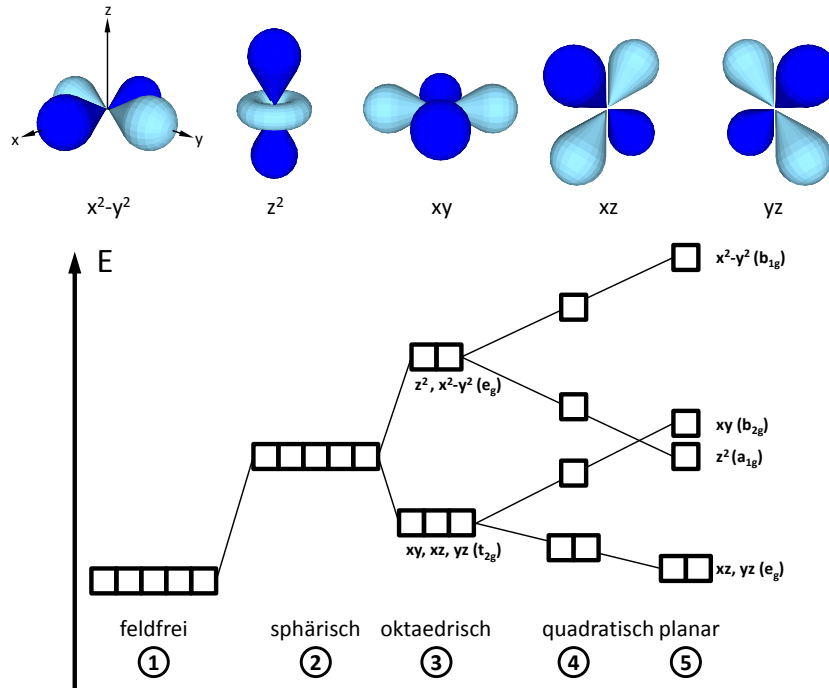 z
x
y
x²-y²
z²
xy
xz
yz
E
x²-y² (b₁g)
z², x²-y² (eg)
xy (b₂g)
z² (a₁g)
xy, xz, yz (t₂g)
xz, yz (eg)
feldfrei sphärisch oktaedrisch quadratisch planar
1 2 3 4 5